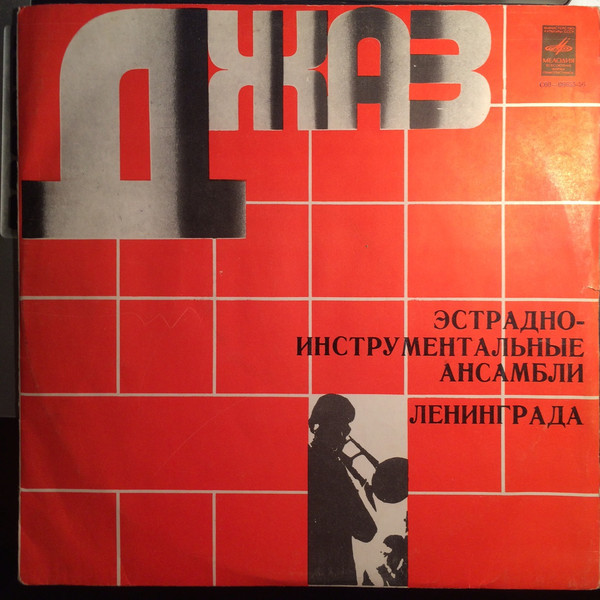 ДЖАЗ
МЕЛОДИЯ
ЭСТРАДНО-
ИНСТРУМЕНТАЛЬНЫЕ
АНСАМБЛИ
ЛЕНИНГРАДА